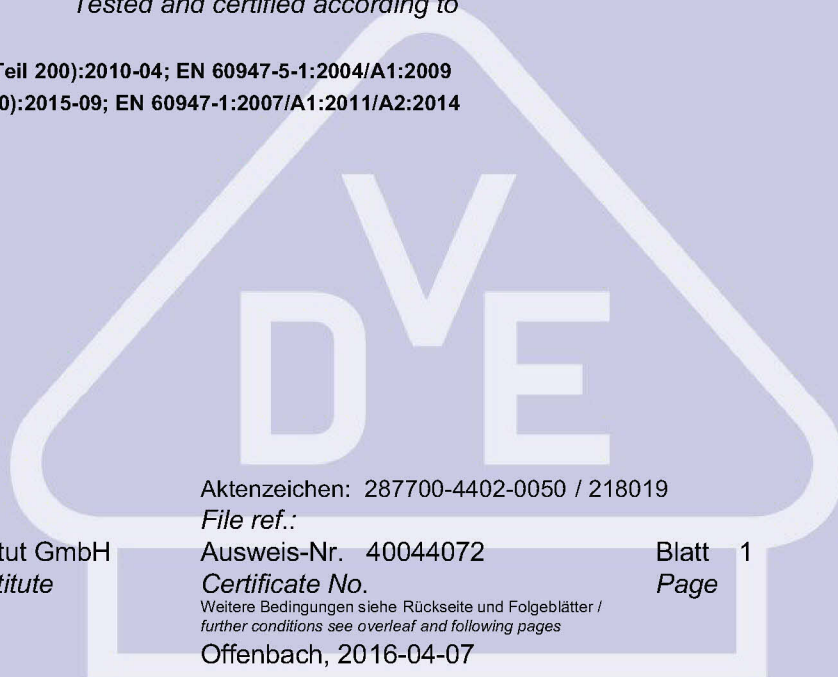 Tested and certified according to
Teil 200):2010-04; EN 60947-5-1:2004/A1:2009
0):2015-09; EN 60947-1:2007/A1:2011/A2:2014
V
D E
Aktenzeichen: 287700-4402-0050 / 218019
File ref.:
tut GmbH Ausweis-Nr. 40044072 Blatt 1
titute Certificate No. Page
Weitere Bedingungen siehe Rückseite und Folgeblätter /
further conditions see overleaf and following pages
Offenbach, 2016-04-07